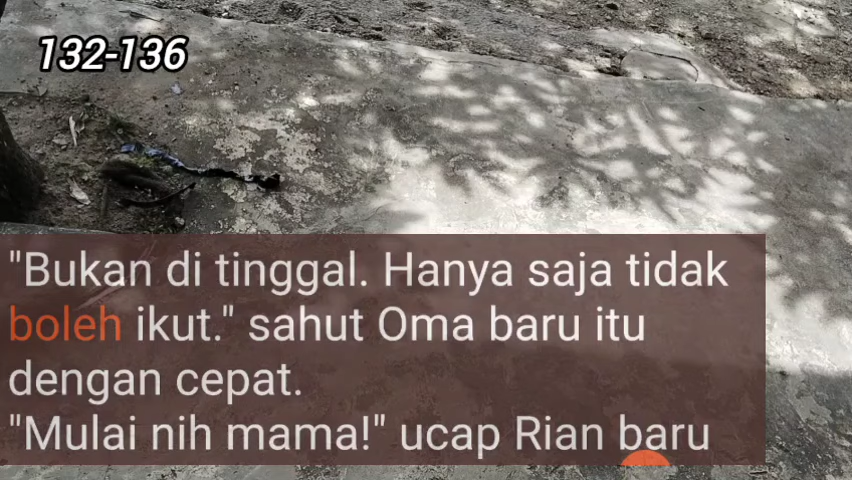 132-136
"Bukan di tinggal. Hanya saja tidak
boleh ikut." sahut Oma baru itu
dengan cepat.
"Mulai nih mama!" ucap Rian baru